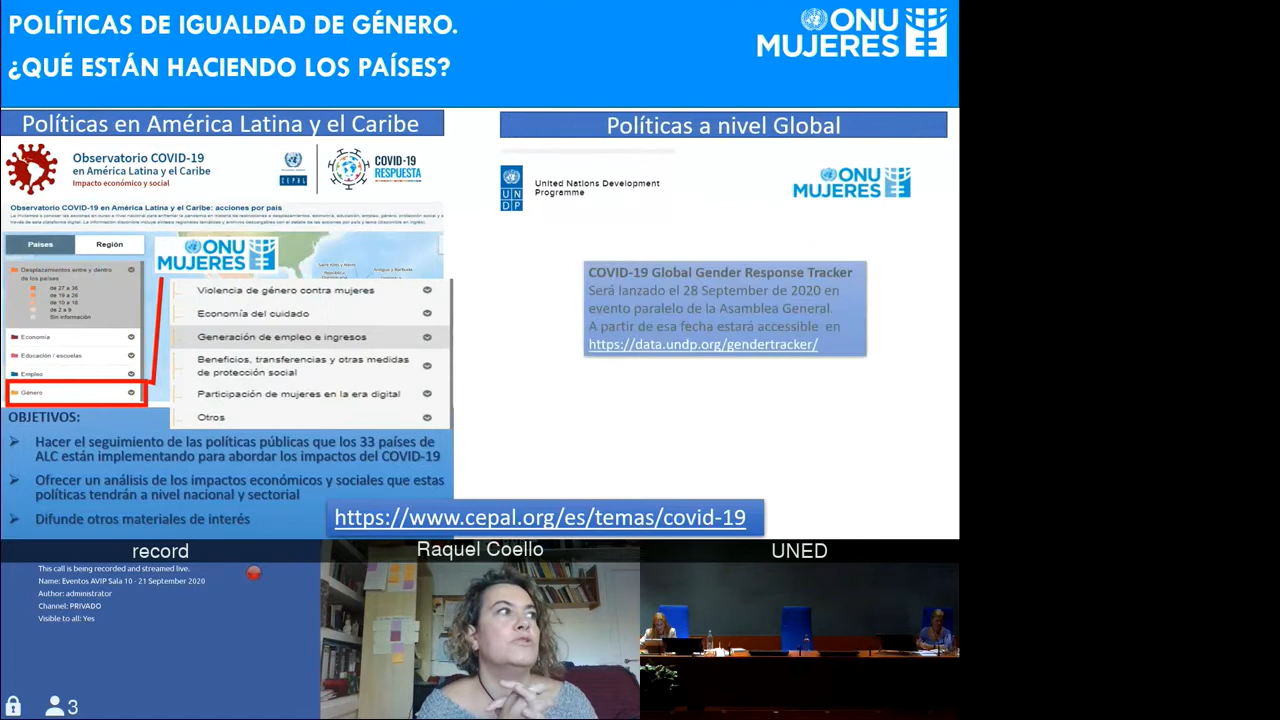 POLÍTICAS DE IGUALDAD DE GÉNERO.
¿QUÉ ESTÁN HACIENDO LOS PAÍSES?
ONU
MUJERES
Políticas en América Latina y el Caribe
Observatorio COVID-19
en América Latina y el Caribe
Impacto económico y social
CEPAL
COVID-19
RESPUESTA
Observatorio COVID-19 en América Latina y el Caribe: acciones por país
Países
Región
Desplazamientos entre y dentro
de los países
de 27 a 36
de 19 a 26
de 10 a 18
de 2 a 9
Sin información
Economía
Educación / escuelas
Empleo
Género
ONU
MUJERES
Violencia de género contra mujeres
Economía del cuidado
Generación de empleo e ingresos
Beneficios, transferencias y otras medidas
de protección social
Participación de mujeres en la era digital
Otros
OBJETIVOS:
Hacer el seguimiento de las políticas públicas que los 33 países de
ALC están implementando para abordar los impactos del COVID-19
Ofrecer un análisis de los impactos económicos y sociales que estas
políticas tendrán a nivel nacional y sectorial
Difunde otros materiales de interés
Políticas a nivel Global
UNDP
United Nations Development
Programme
ONU
MUJERES
COVID-19 Global Gender Response Tracker
Será lanzado el 28 September de 2020 en
evento paralelo de la Asamblea General.
A partir de esa fecha estará accessible en
https://data.undp.org/gendertracker/
https://www.cepal.org/es/temas/covid-19
record
This call is being recorded and streamed live.
Name: Eventos AVIP Sala 10 - 21 September 2020
Author: administrator
Channel: PRIVADO
Visible to all: Yes
3
Raquel Coello
UNED